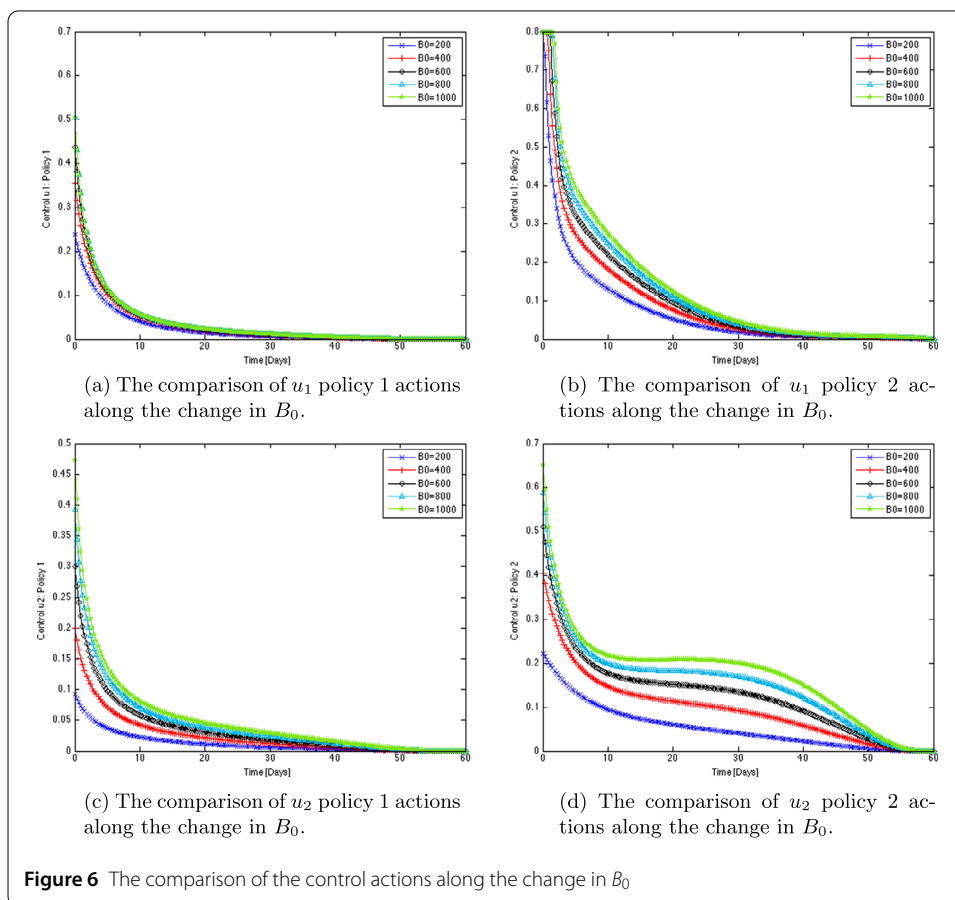 0.7
0.6
0.5
0.4
0.3
0.2
0.1
0
Control u1: Policy 1
0 10 20 30 40 50 60
Time [Days]
B0=200
B0=400
B0=600
B0=800
B0=1000
(a) The comparison of u1 policy 1 actions
along the change in B0.
0.8
0.7
0.6
0.5
0.4
0.3
0.2
0.1
0
Control u1: Policy 2
0 10 20 30 40 50 60
Time [Days]
B0=200
B0=400
B0=600
B0=800
B0=1000
(b) The comparison of u1 policy 2 ac-
tions along the change in B0.
0.5
0.45
0.4
0.35
0.3
0.25
0.2
0.15
0.1
0.05
0
Control u2: Policy 1
0 10 20 30 40 50 60
Time [Days]
B0=200
B0=400
B0=600
B0=800
B0=1000
(c) The comparison of u2 policy 1 actions
along the change in B0.
0.7
0.6
0.5
0.4
0.3
0.2
0.1
0
Control u2: Policy 2
0 10 20 30 40 50 60
Time [Days]
B0=200
B0=400
B0=600
B0=800
B0=1000
(d) The comparison of u2 policy 2 ac-
tions along the change in B0.
Figure 6 The comparison of the control actions along the change in B0